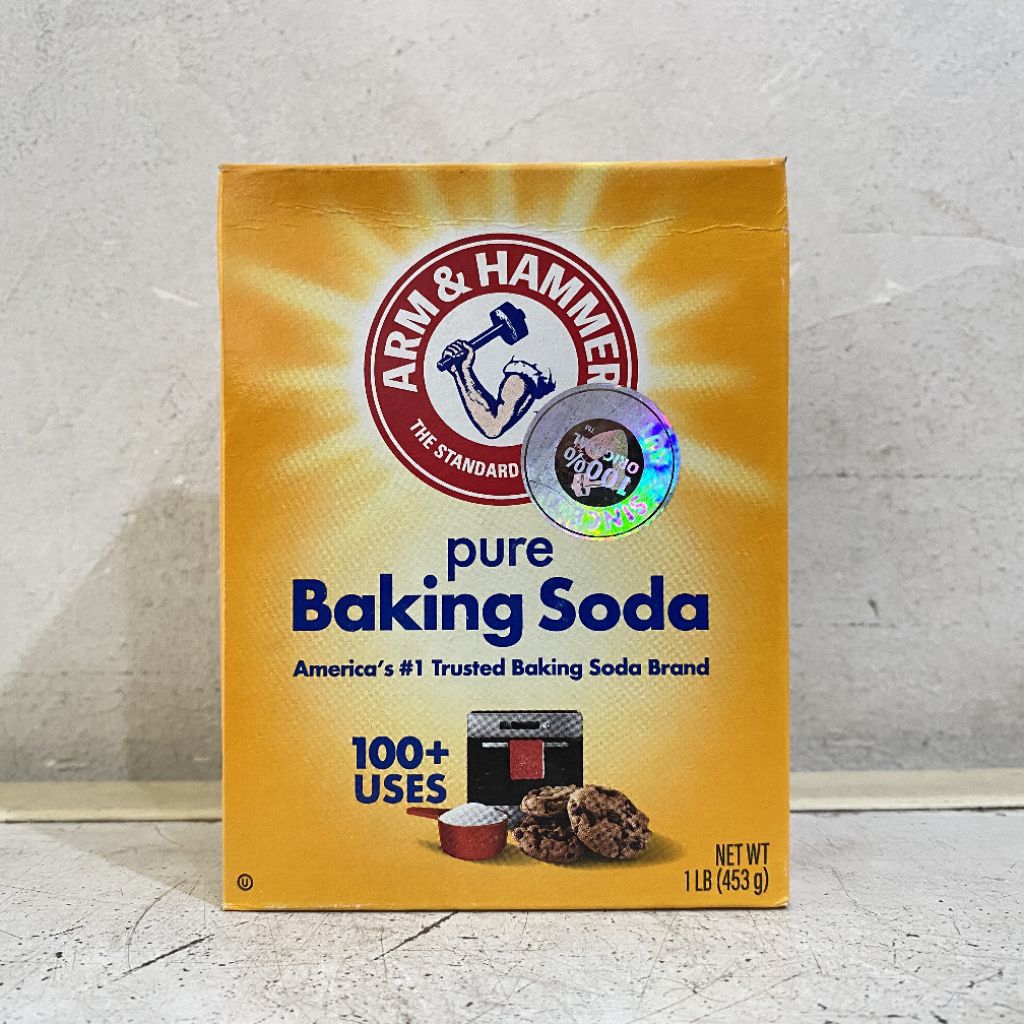 ARM & HAMMER
THE STANDARD
100%
pure
Baking Soda
America's #1 Trusted Baking Soda Brand
100+
USES
U
NET WT
1 LB (453 g)